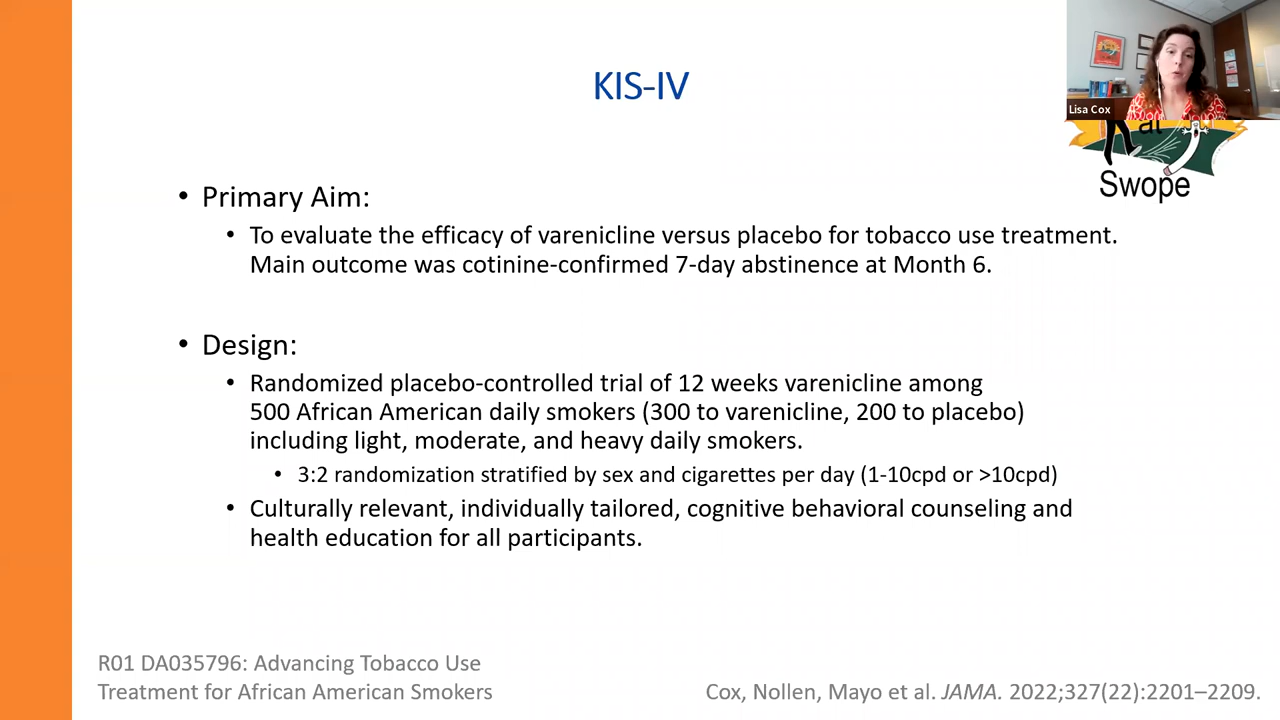 KIS-IV
Lisa Cox
at
Swope
• Primary Aim:
• To evaluate the efficacy of varenicline versus placebo for tobacco use treatment.
Main outcome was cotinine-confirmed 7-day abstinence at Month 6.
• Design:
• Randomized placebo-controlled trial of 12 weeks varenicline among
500 African American daily smokers (300 to varenicline, 200 to placebo)
including light, moderate, and heavy daily smokers.
• 3:2 randomization stratified by sex and cigarettes per day (1-10cpd or >10cpd)
• Culturally relevant, individually tailored, cognitive behavioral counseling and
health education for all participants.
R01 DA035796: Advancing Tobacco Use
Treatment for African American Smokers
Cox, Nollen, Mayo et al. JAMA. 2022;327(22):2201–2209.